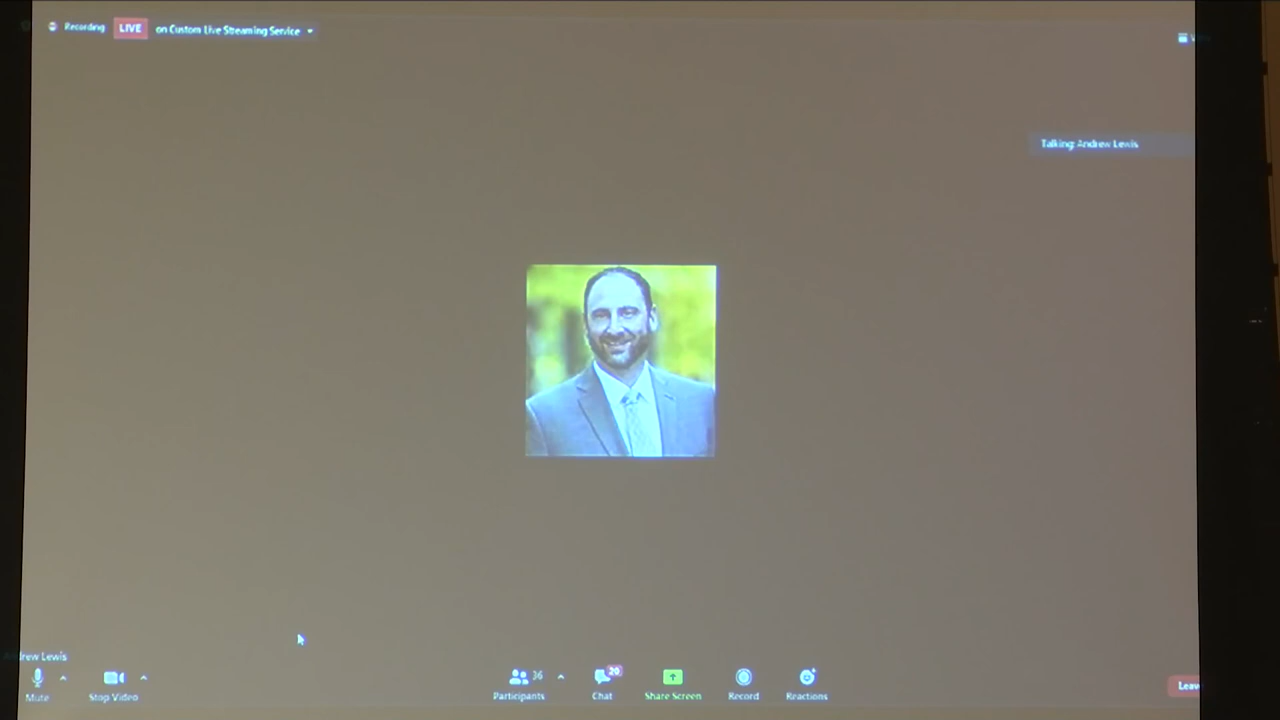 Recording LIVE on Custom Live Streaming Service
Talking: Andrew Lewis
Andrew Lewis
Mute
Stop Video
36
Participants
20
Chat
Share Screen
Record
Reactions
Leav